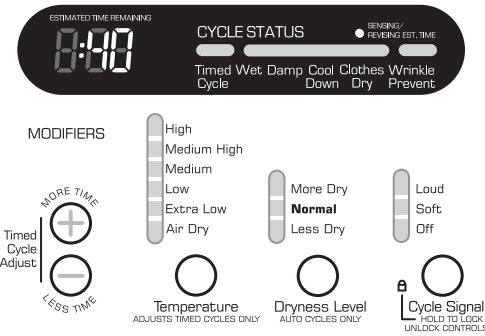 ESTIMATED TIME REMAINING
:40
CYCLE STATUS
SENSING/
REVISING EST. TIME
Timed Cycle
Wet
Damp
Cool Down
Clothes Dry
Wrinkle Prevent
MODIFIERS
MORE TIME
LESS TIME
Timed
Cycle
Adjust
High
Medium High
Medium
Low
Extra Low
Air Dry
Temperature
ADJUSTS TIMED CYCLES ONLY
More Dry
Normal
Less Dry
Dryness Level
AUTO CYCLES ONLY
Loud
Soft
Off
Cycle Signal
HOLD TO LOCK
UNLOCK CONTROLS